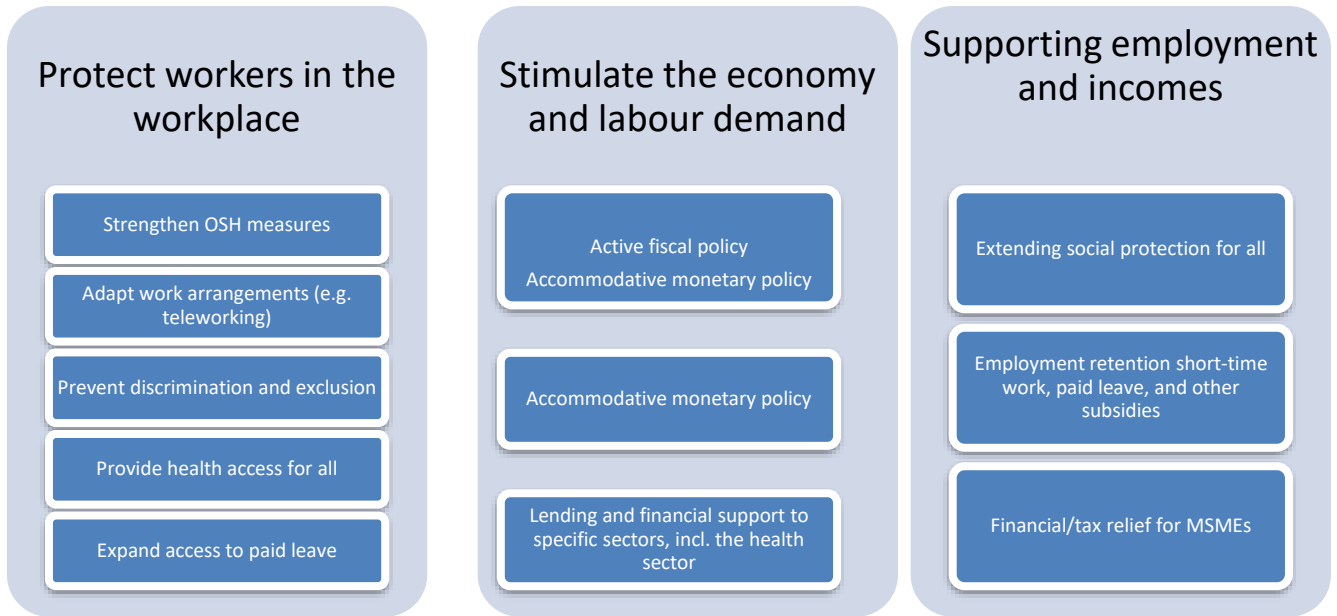 Protect workers in the
workplace
Strengthen OSH measures
Adapt work arrangements (e.g.
teleworking)
Prevent discrimination and exclusion
Provide health access for all
Expand access to paid leave
Stimulate the economy
and labour demand
Active fiscal policy
Accommodative monetary policy
Accommodative monetary policy
Lending and financial support to
specific sectors, incl. the health
sector
Supporting employment
and incomes
Extending social protection for all
Employment retention short-time
work, paid leave, and other
subsidies
Financial/tax relief for MSMEs